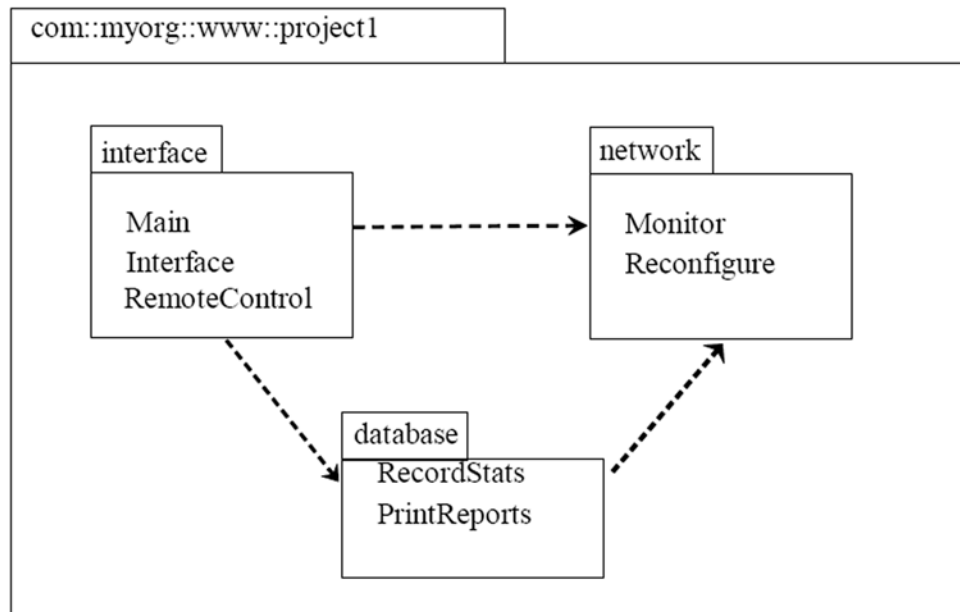 com::myorg::www::project1
interface
Main
Interface
RemoteControl
network
Monitor
Reconfigure
database
RecordStats
PrintReports